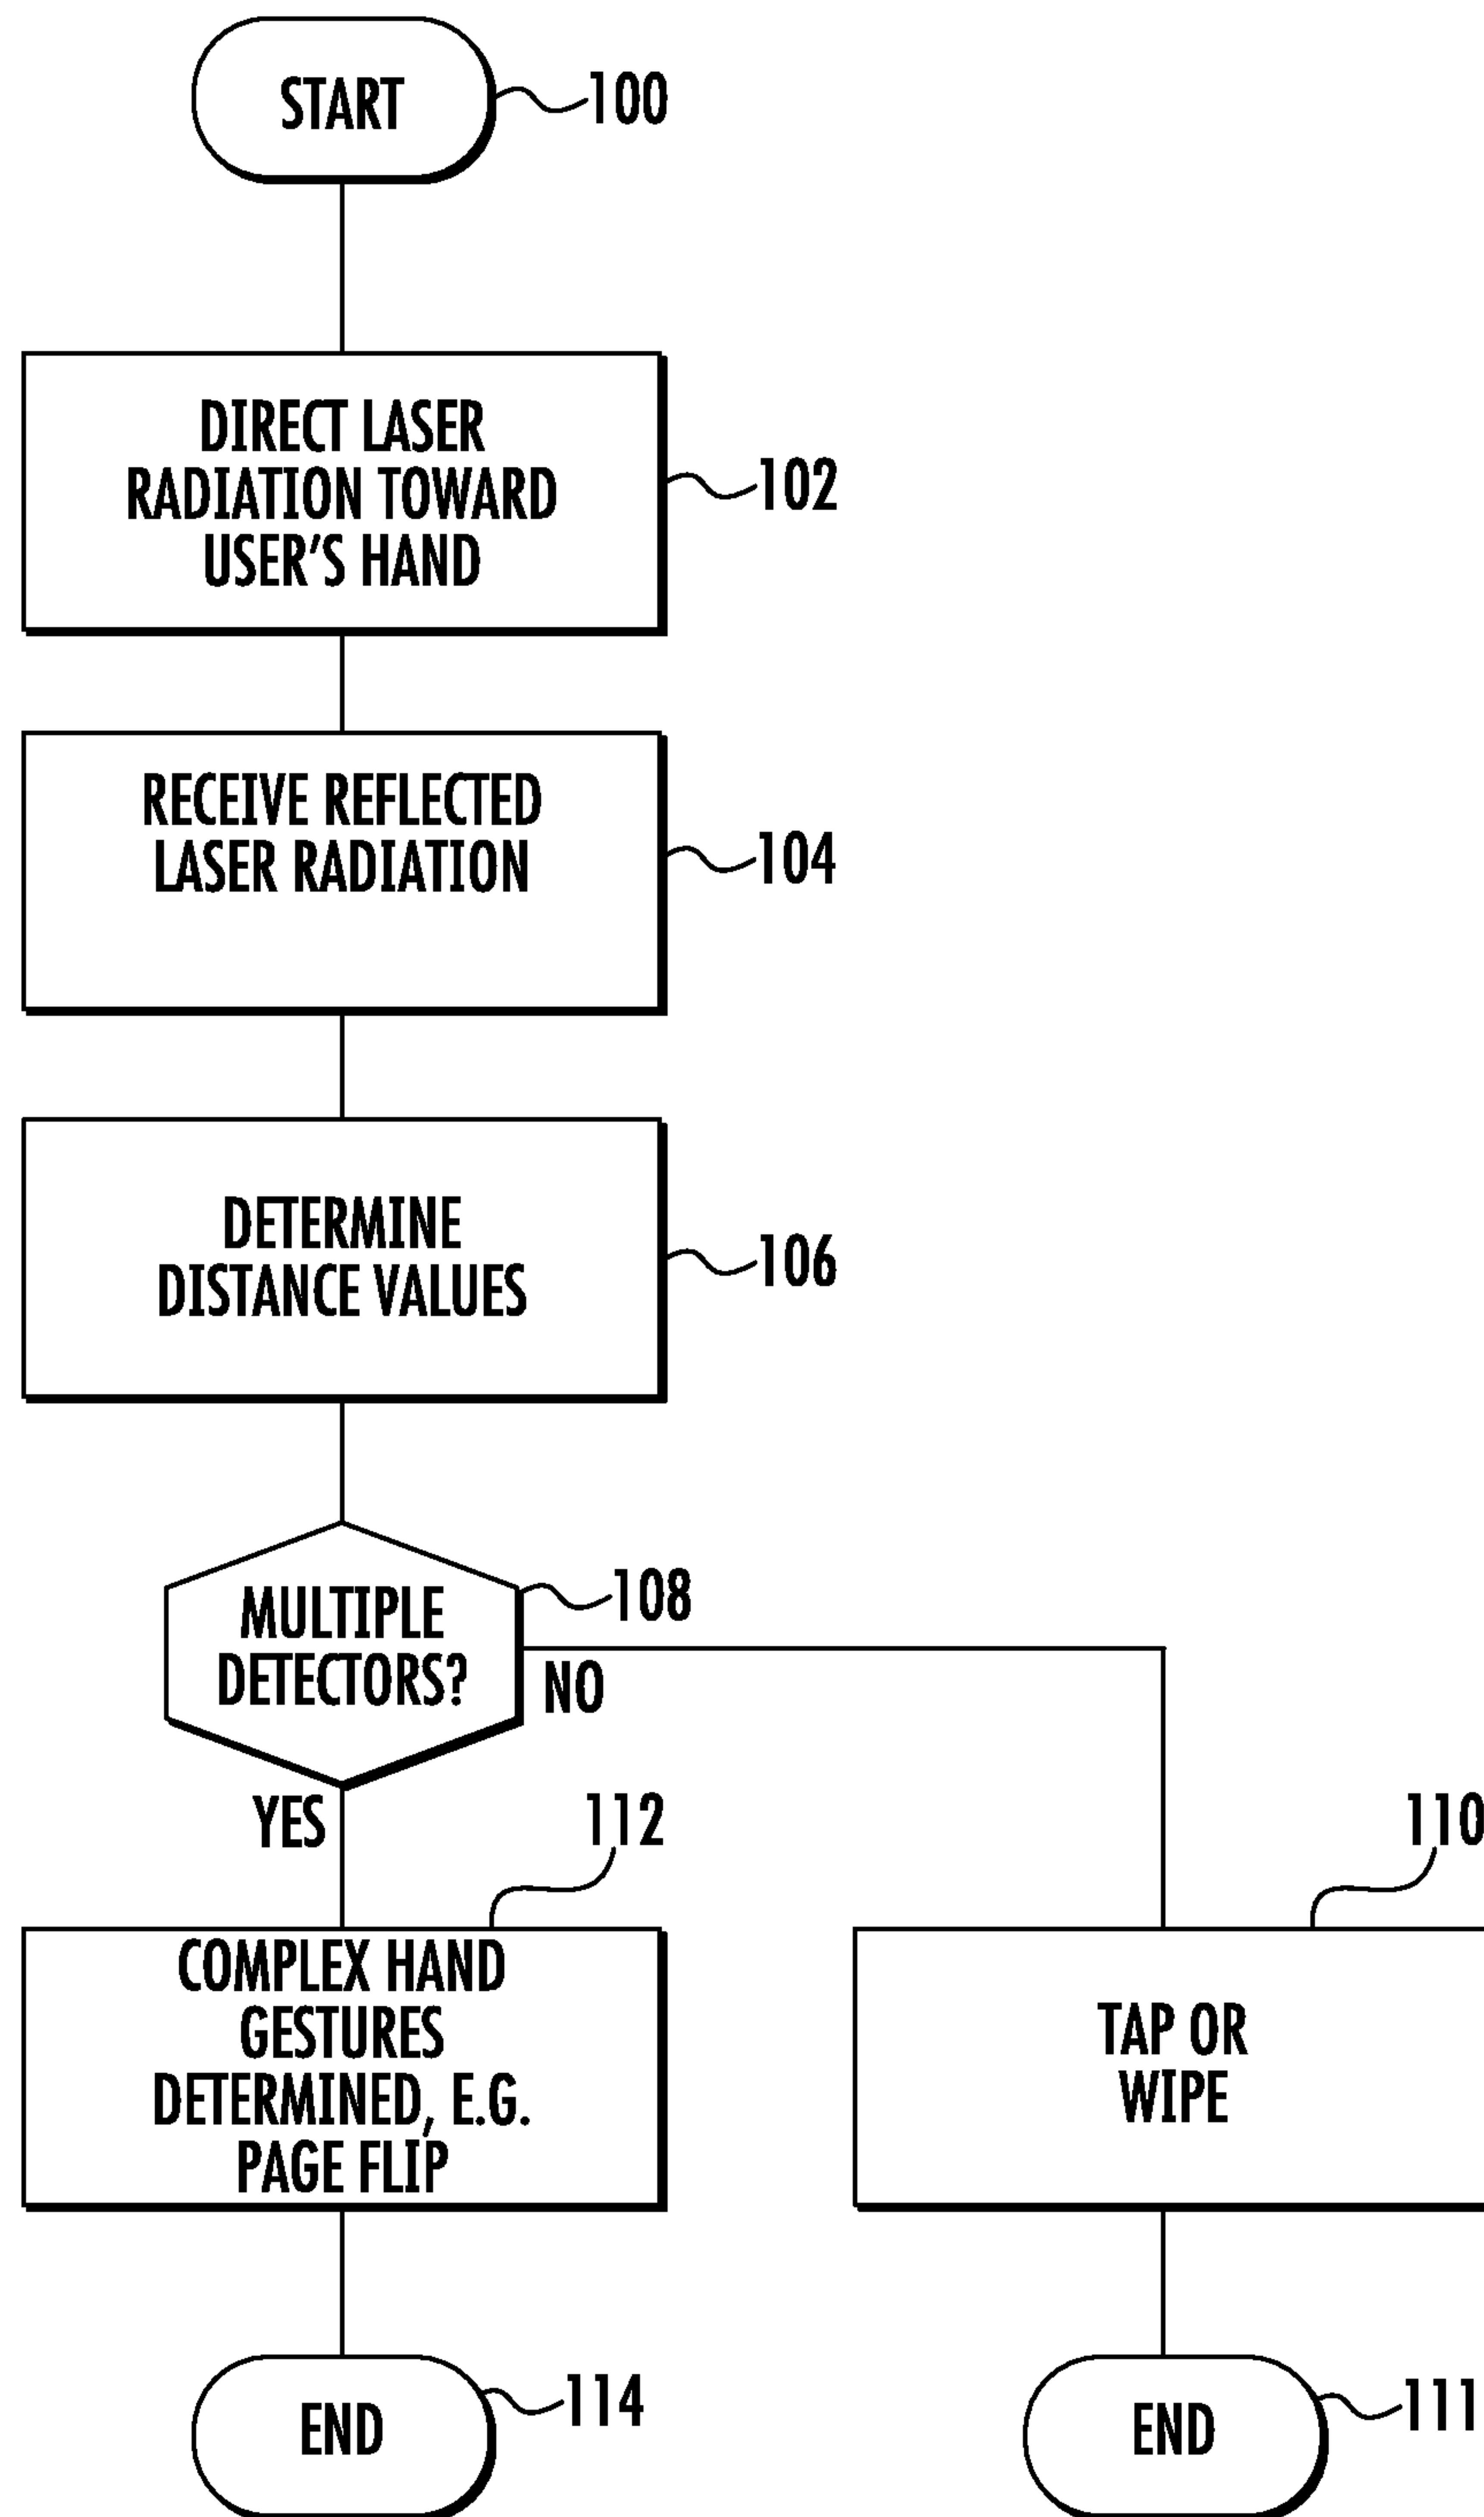 START
100
DIRECT LASER
RADIATION TOWARD
USER'S HAND
102
RECEIVE REFLECTED
LASER RADIATION
104
DETERMINE
DISTANCE VALUES
106
MULTIPLE
DETECTORS?
108
NO
YES
112
COMPLEX HAND
GESTURES
DETERMINED, E.G.
PAGE FLIP
110
TAP OR
WIPE
END
114
END
111